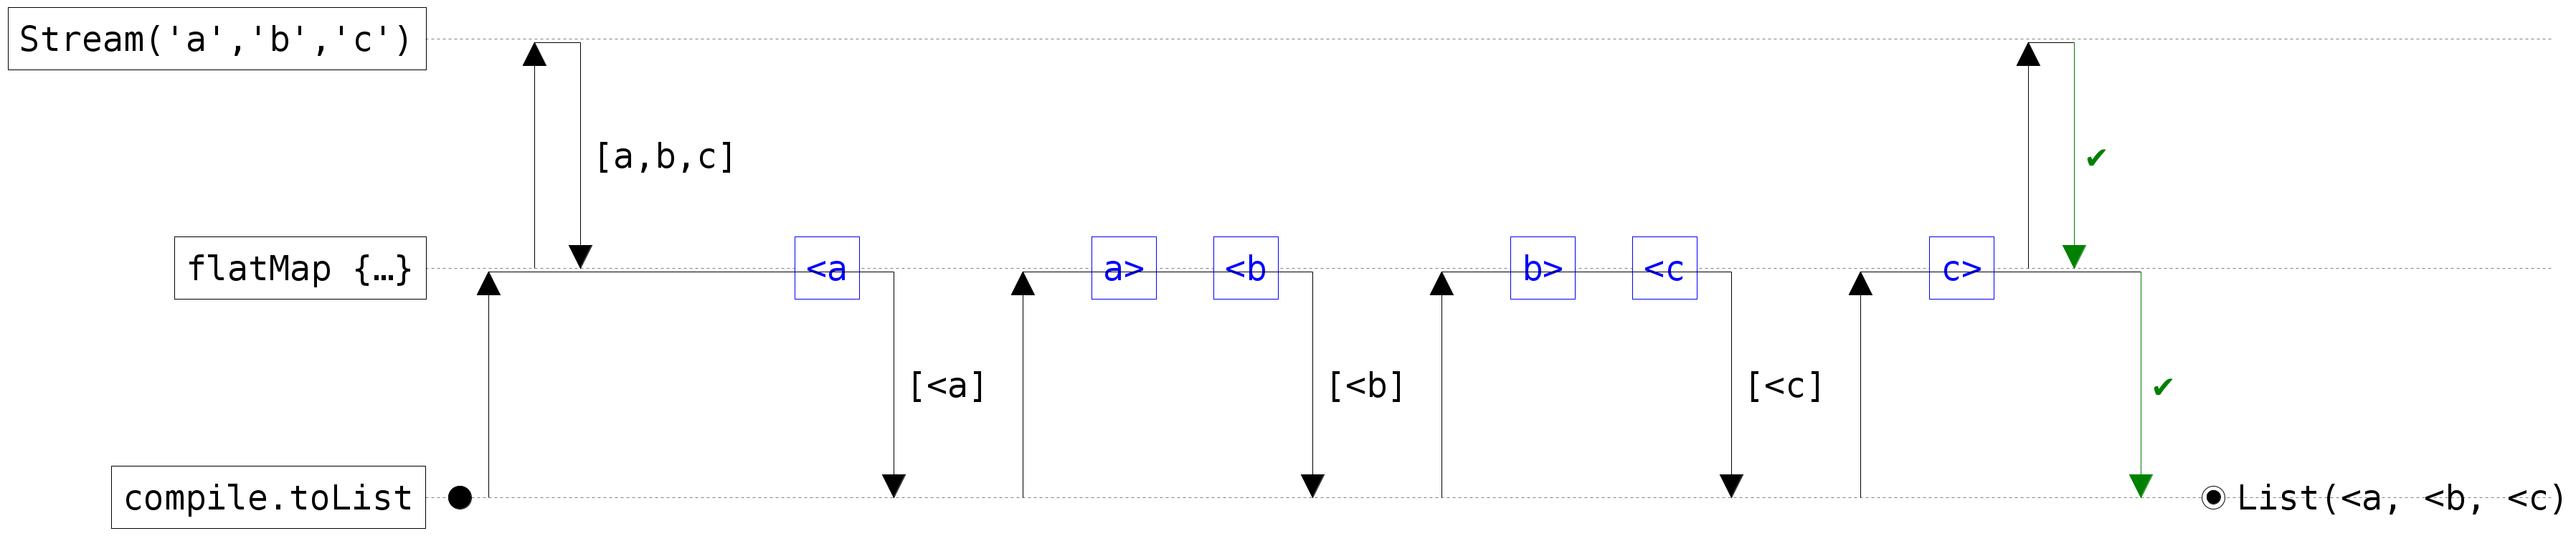 Stream('a','b','c')
[a,b,c]
✔
flatMap {…}
<a
a>
<b
b>
<c
c>
[<a]
[<b]
[<c]
✔
compile.toList
List(<a, <b, <c)